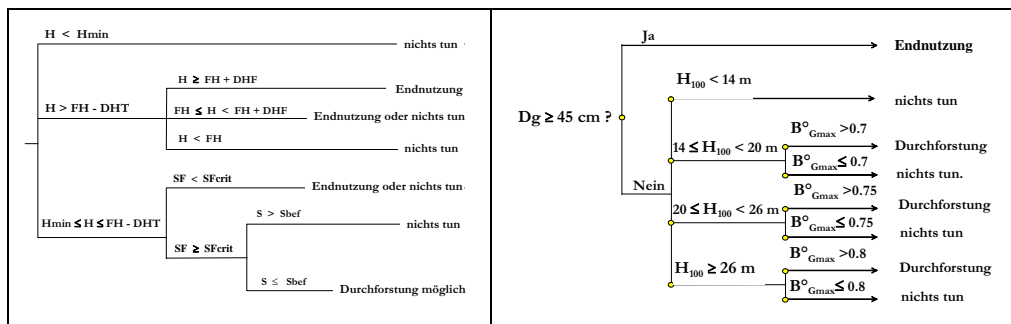 H < Hmin
nichts tun
H ≥ FH + DHF
Endnutzung
H > FH - DHT
FH ≤ H < FH + DHF
Endnutzung oder nichts tun
H < FH
nichts tun
SF < SFcrit
Endnutzung oder nichts tun
Hmin ≤ H ≤ FH - DHT
S > Sbef
nichts tun
SF ≥ SFcrit
S ≤ Sbef
Durchforstung möglich
Ja
Endnutzung
H100 < 14 m
nichts tun
Dg ≥ 45 cm ?
B°Gmax >0.7
Durchforstung
14 ≤ H100 < 20 m
B°Gmax ≤ 0.7
nichts tun.
Nein
B°Gmax >0.75
Durchforstung
20 ≤ H100 < 26 m
B°Gmax ≤ 0.75
nichts tun
B°Gmax >0.8
Durchforstung
H100 ≥ 26 m
B°Gmax ≤ 0.8
nichts tun